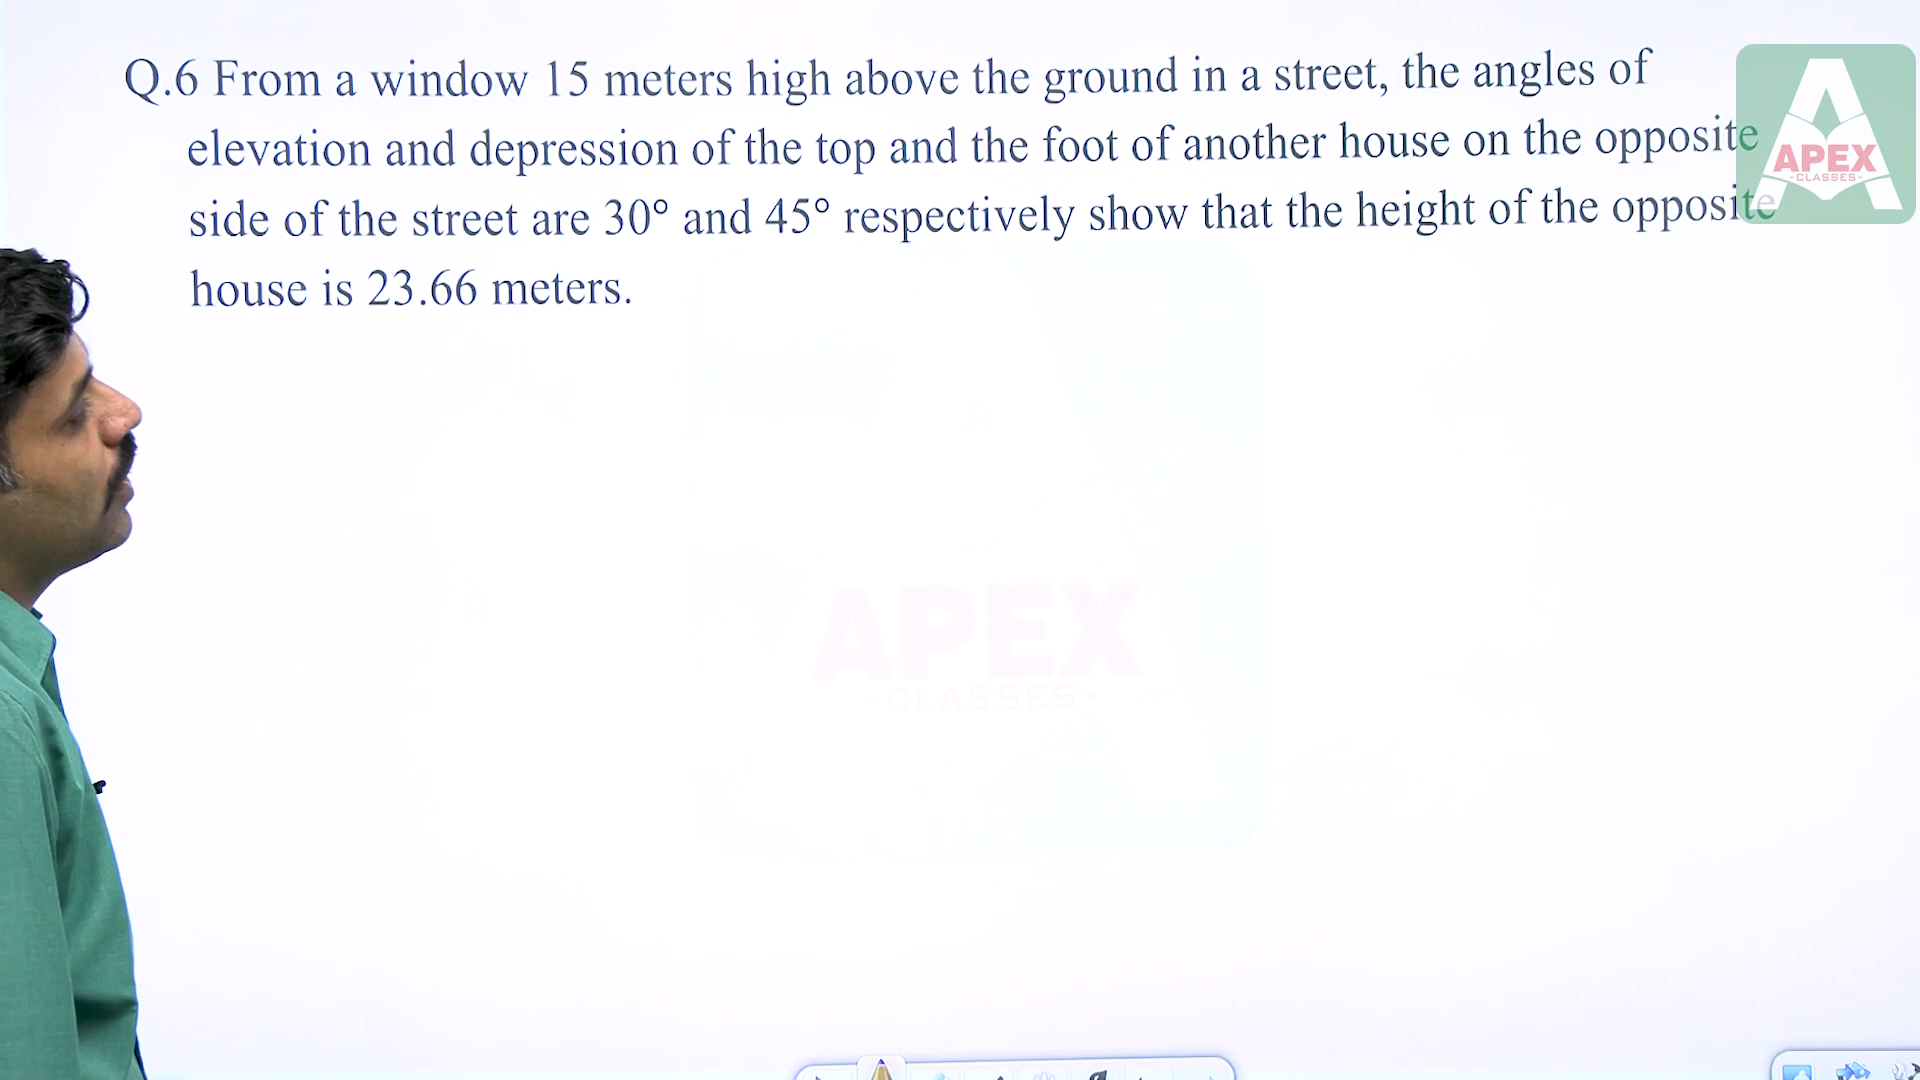 Q.6 From a window 15 meters high above the ground in a street, the angles of
elevation and depression of the top and the foot of another house on the opposite
side of the street are 30° and 45° respectively show that the height of the opposite
house is 23.66 meters.
APEX
-CLASSES-
APEX
-CLASSES-